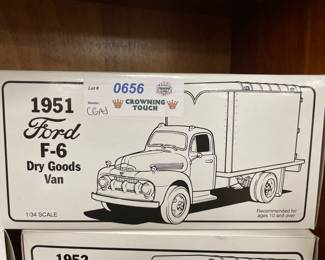 Lot #
0656
CROWNING
TOUCH
1951
Ford
F-6
Dry Goods
Van
1/34 SCALE
Recommended for
ages 10 and over
1952